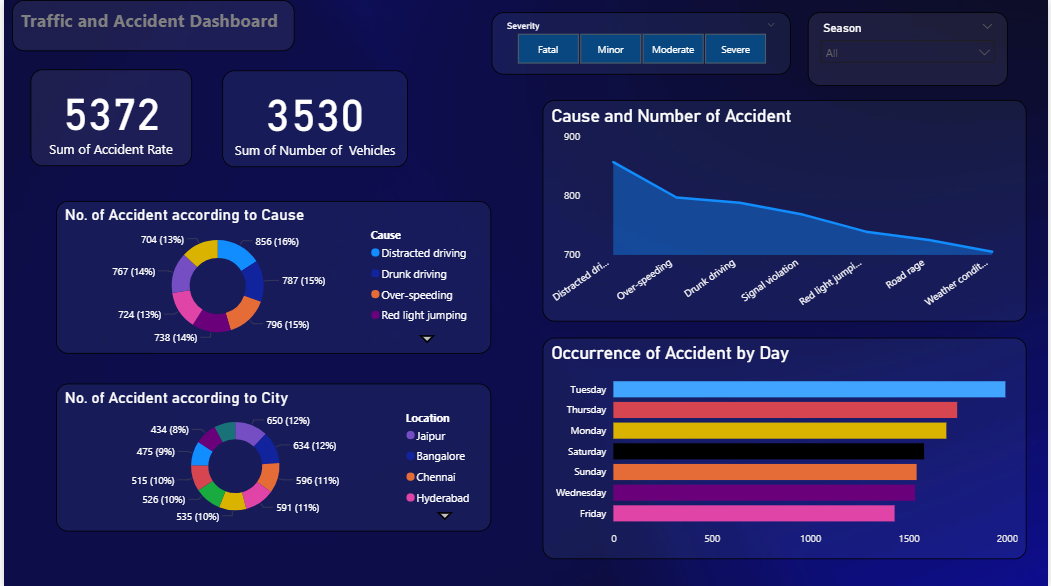 Traffic and Accident Dashboard
Severity
Fatal
Minor
Moderate
Severe
Season
All
5372
Sum of Accident Rate
3530
Sum of Number of Vehicles
Cause and Number of Accident
900
800
700
Distracted dri...
Over-speeding
Drunk driving
Signal violation
Red light jumpi...
Road rage
Weather condit...
No. of Accident according to Cause
704 (13%)
856 (16%)
767 (14%)
787 (15%)
724 (13%)
796 (15%)
738 (14%)
Cause
Distracted driving
Drunk driving
Over-speeding
Red light jumping
Occurrence of Accident by Day
Tuesday
Thursday
Monday
Saturday
Sunday
Wednesday
Friday
0
500
1000
1500
2000
No. of Accident according to City
650 (12%)
434 (8%)
634 (12%)
475 (9%)
515 (10%)
596 (11%)
526 (10%)
591 (11%)
535 (10%)
Location
Jaipur
Bangalore
Chennai
Hyderabad